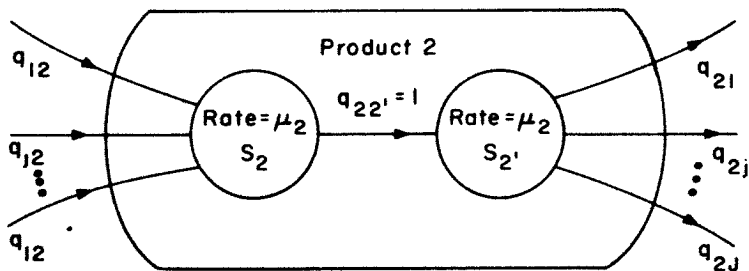 Product 2
q12
q22' = 1
q21
Rate = μ2
S2
Rate = μ2
S2'
qj2
q2j
q12
q2j